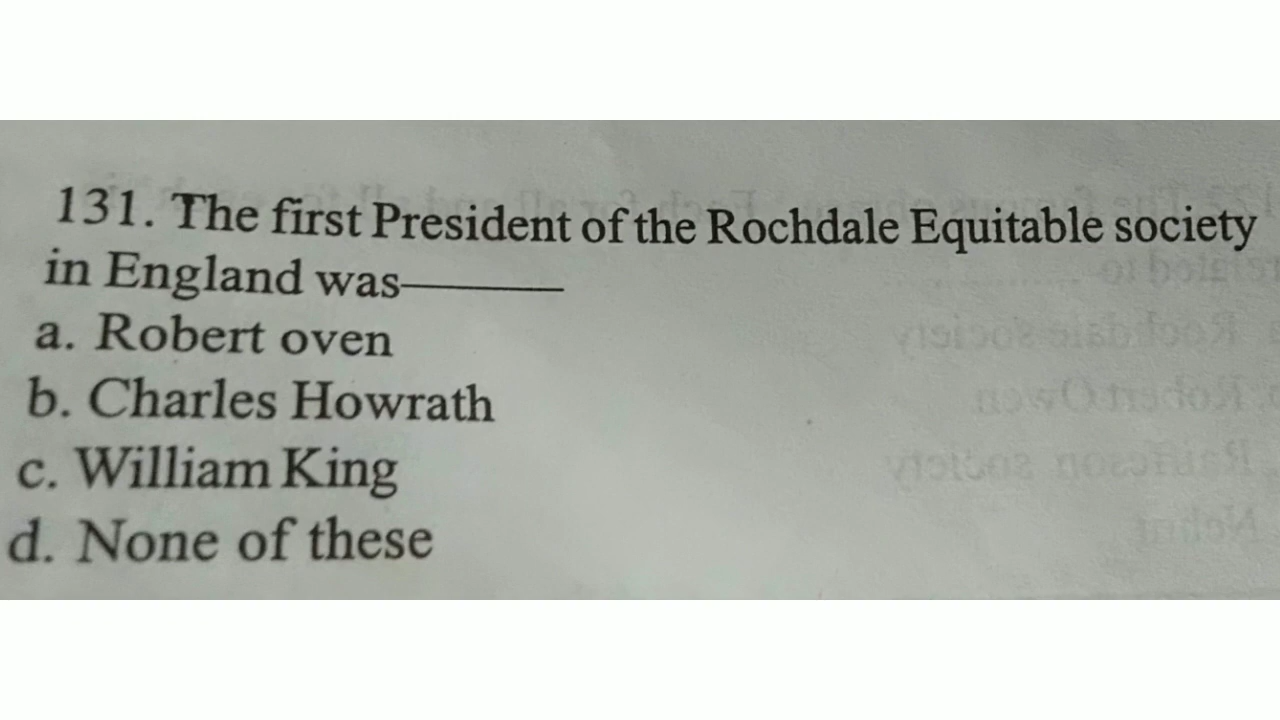 131. The first President of the Rochdale Equitable society
in England was————
a. Robert oven
b. Charles Howrath
c. William King
d. None of these